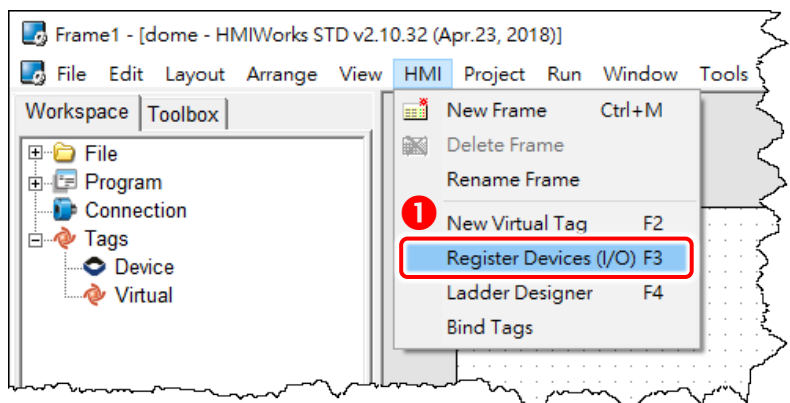 Frame1 - [dome - HMIWorks STD v2.10.32 (Apr.23, 2018)]
File Edit Layout Arrange View HMI Project Run Window Tools
Workspace Toolbox
File
Program
Connection
Tags
Device
Virtual
New Frame Ctrl+M
Delete Frame
Rename Frame
1
New Virtual Tag F2
Register Devices (I/O) F3
Ladder Designer F4
Bind Tags